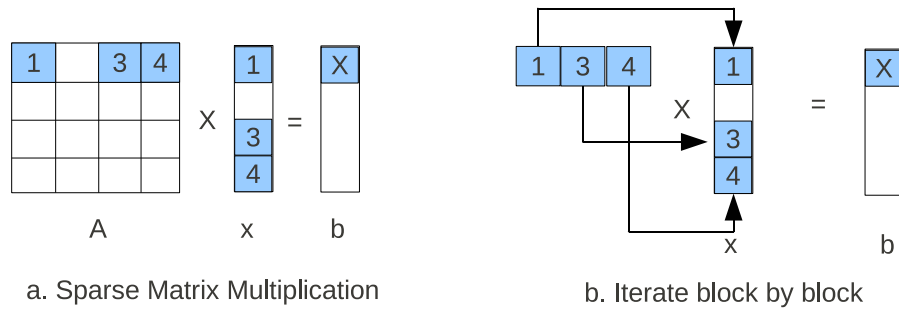 1 3 4 X 1 3 4 = X
A x b
a. Sparse Matrix Multiplication
1 3 4 X 1 3 4 = X
x b
b. Iterate block by block